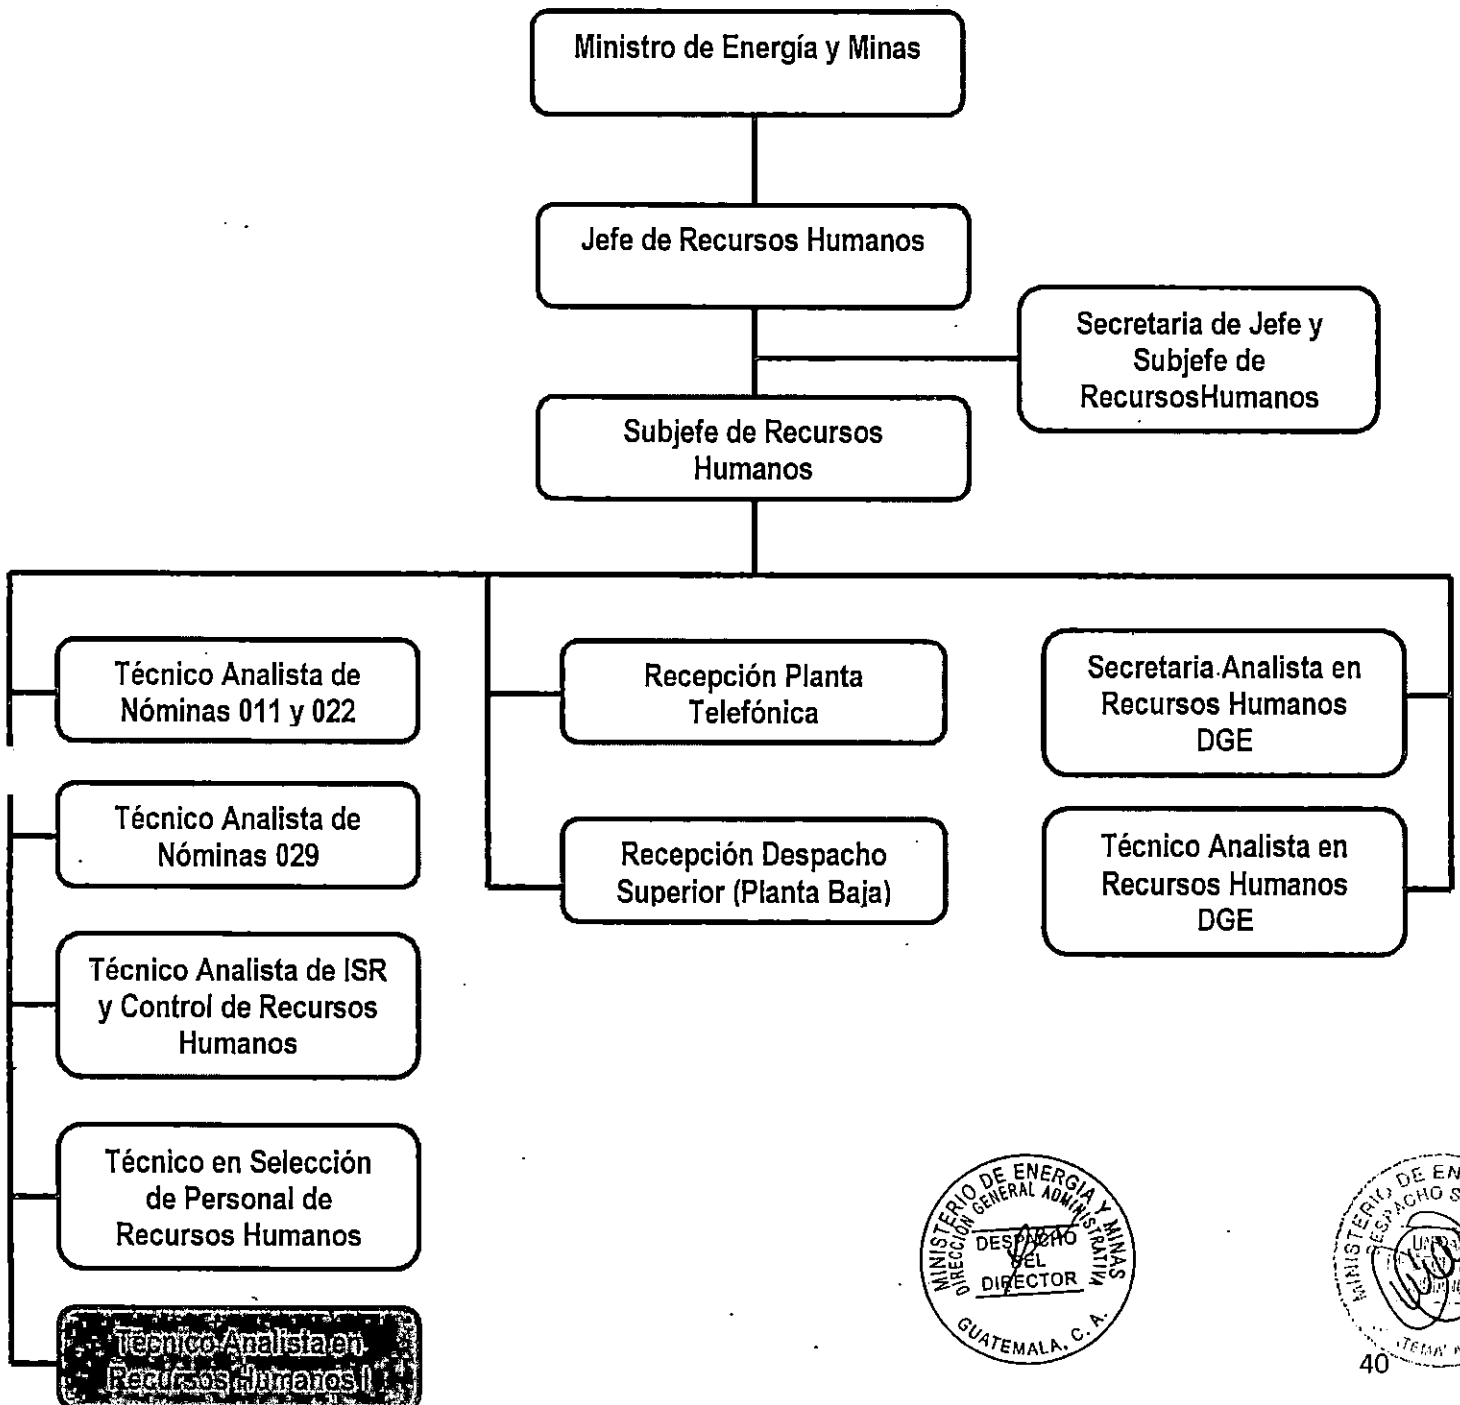 Ministro de Energía y Minas
Jefe de Recursos Humanos
Secretaria de Jefe y
Subjefe de
RecursosHumanos
Subjefe de Recursos
Humanos
Técnico Analista de
Nóminas 011 y 022
Técnico Analista de
Nóminas 029
Técnico Analista de ISR
y Control de Recursos
Humanos
Técnico en Selección
de Personal de
Recursos Humanos
Técnico Analista en
Recursos Humanos I
Recepción Planta
Telefónica
Recepción Despacho
Superior (Planta Baja)
Secretaria Analista en
Recursos Humanos
DGE
Técnico Analista en
Recursos Humanos
DGE
MINISTERIO DE ENERGIA Y MINAS
DIRECCIÓN GENERAL ADMINISTRATIVA
DESPACHO
DEL
DIRECTOR
GUATEMALA, C. A.
MINISTERIO DE EN
DESPACHO S
40